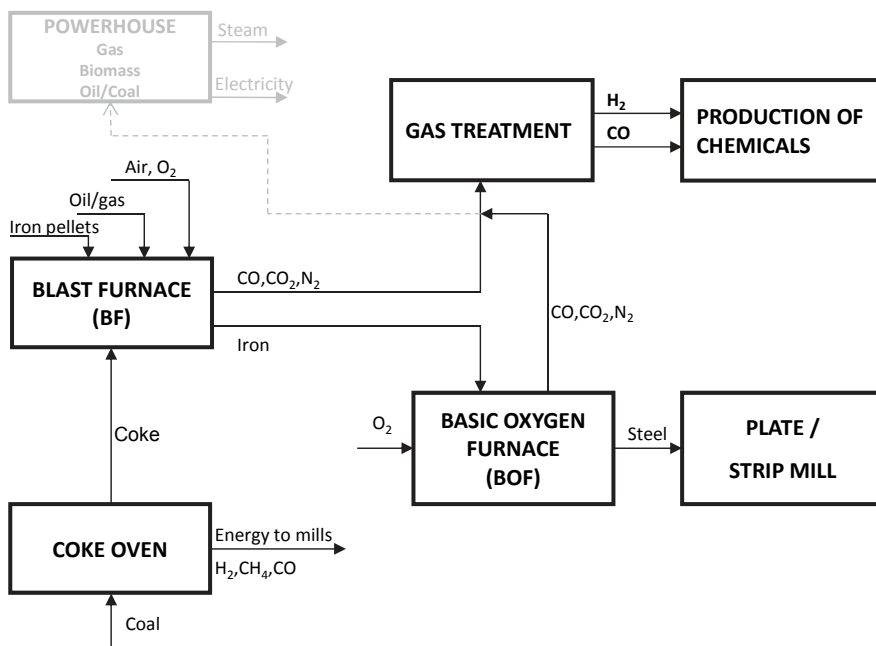 POWERHOUSE
Gas
Biomass
Oil/Coal
Steam
Electricity
GAS TREATMENT
H₂
CO
PRODUCTION OF
CHEMICALS
Air, O₂
Oil/gas
Iron pellets
BLAST FURNACE
(BF)
CO,CO₂,N₂
Iron
CO,CO₂,N₂
Coke
O₂
BASIC OXYGEN
FURNACE
(BOF)
Steel
PLATE /
STRIP MILL
COKE OVEN
Energy to mills
H₂,CH₄,CO
Coal